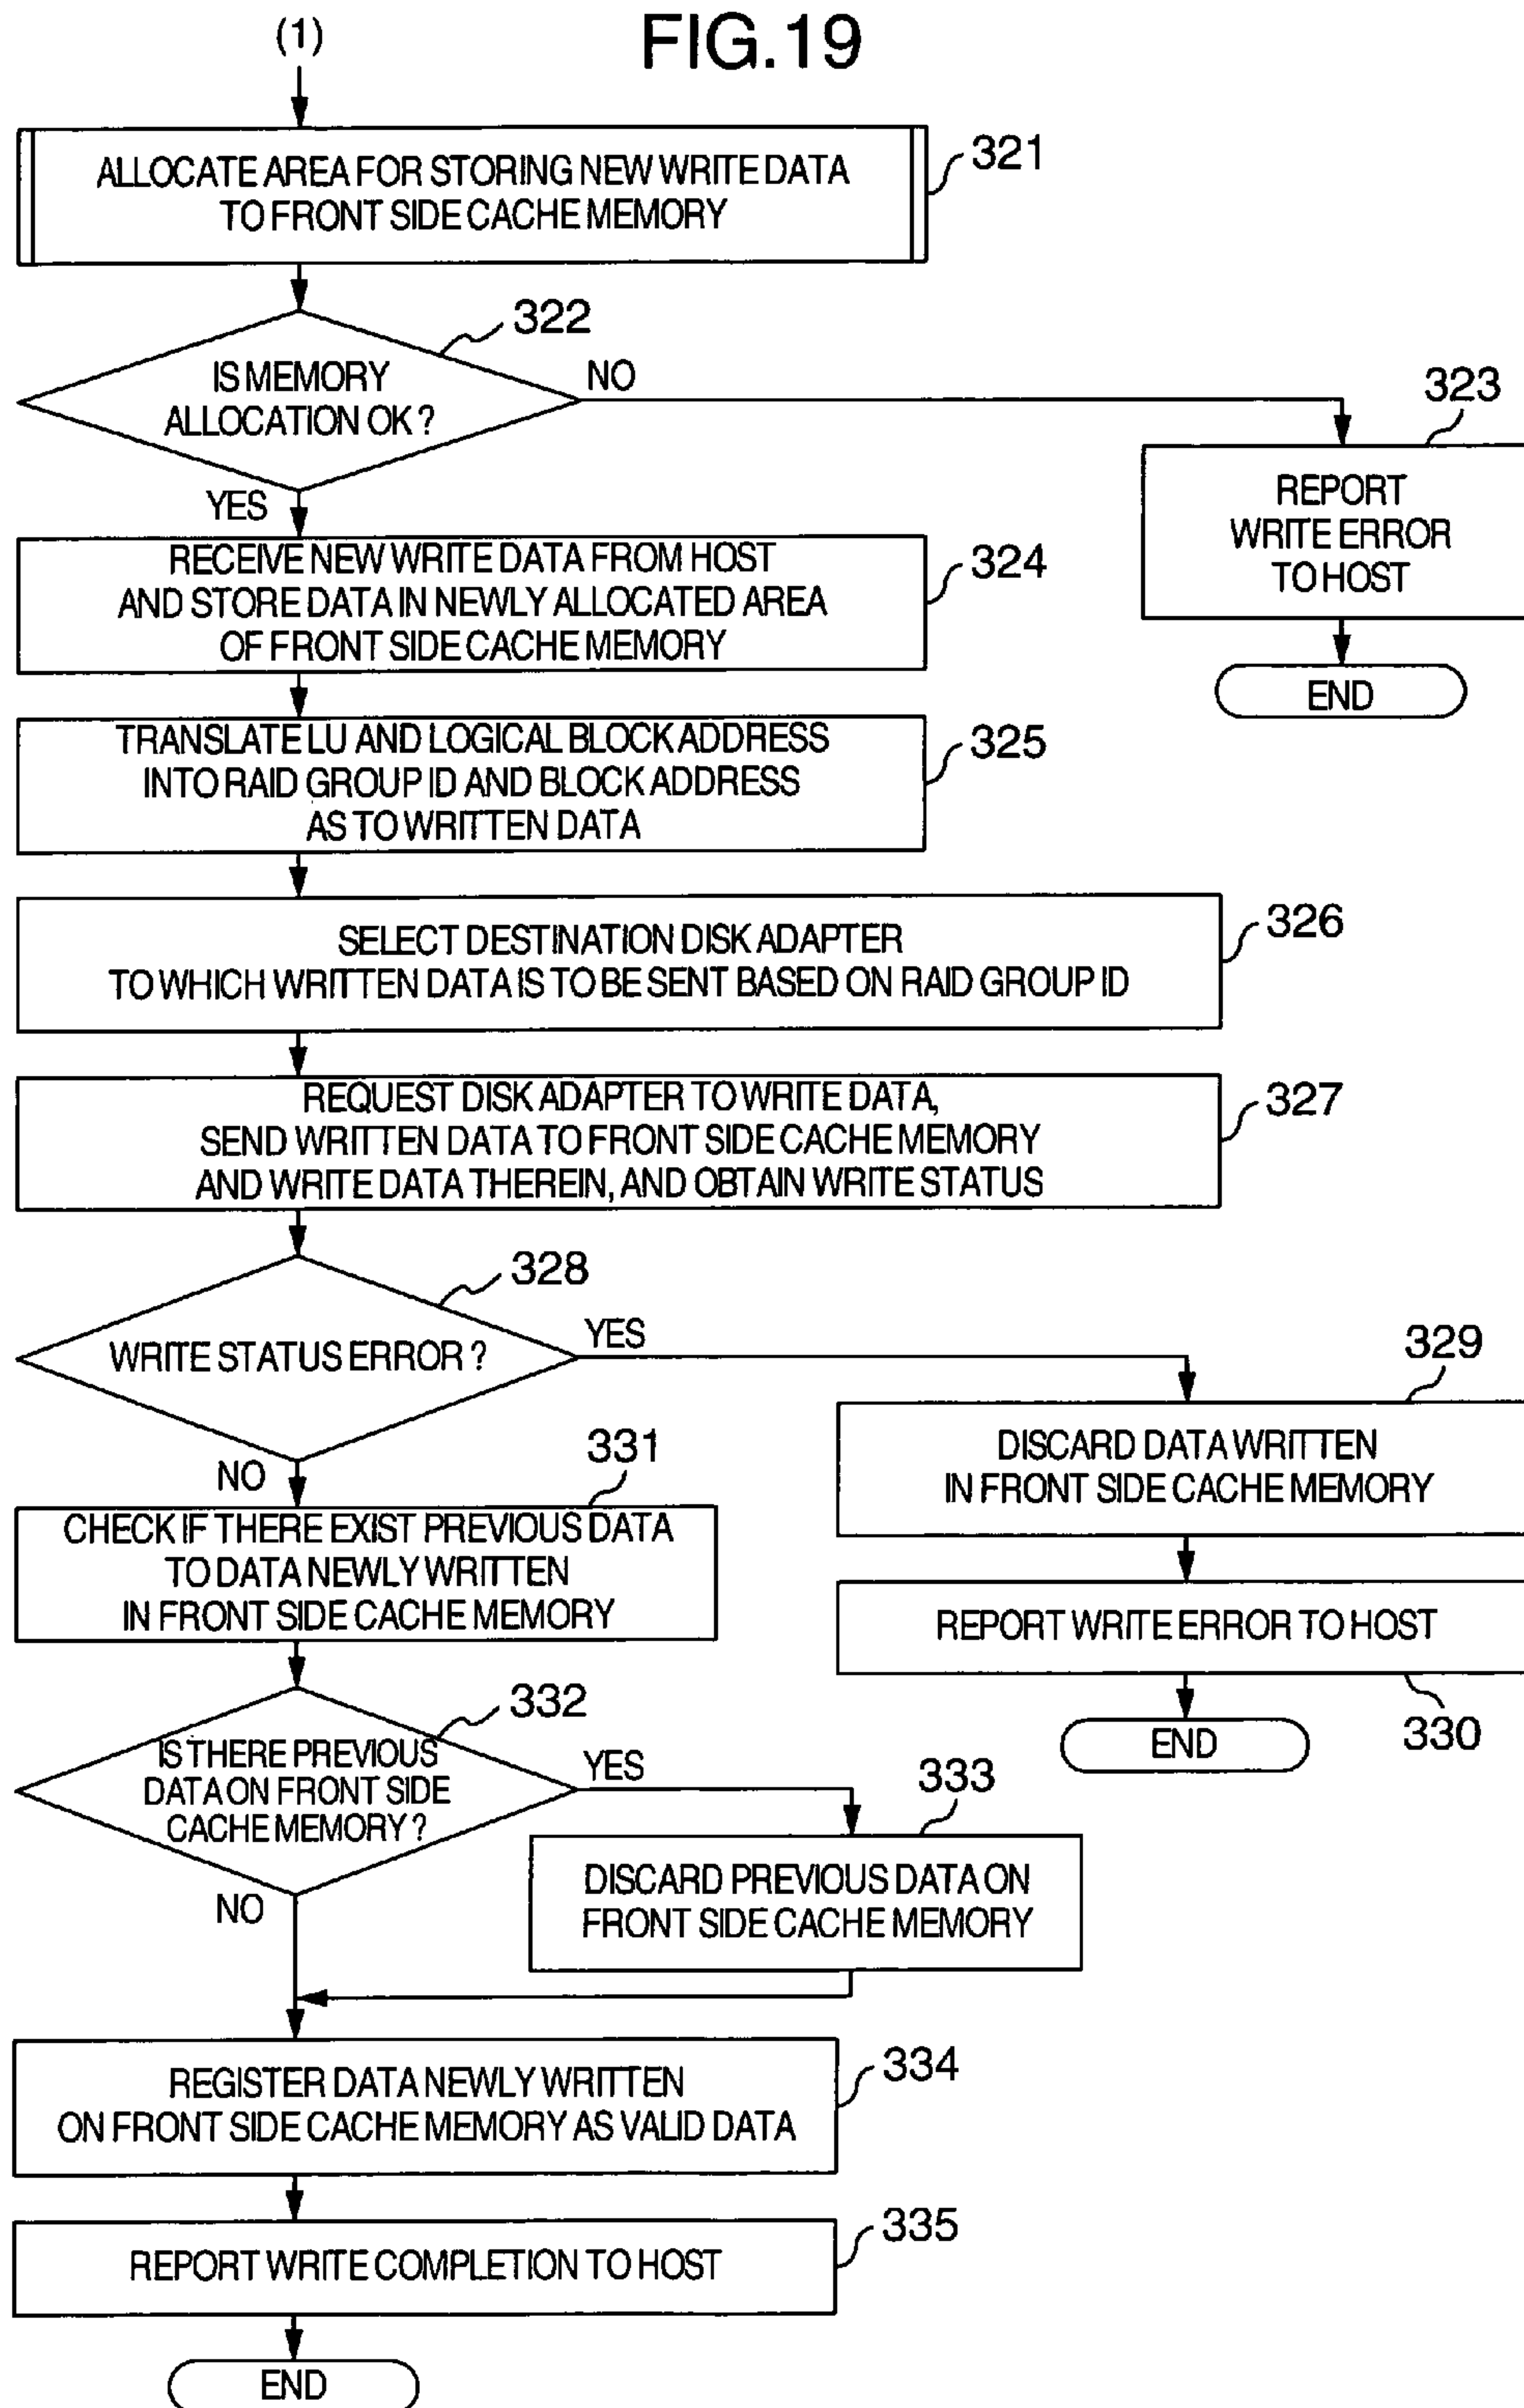 FIG.19
(1)
ALLOCATE AREA FOR STORING NEW WRITE DATA
TO FRONT SIDE CACHE MEMORY
321
322
IS MEMORY
ALLOCATION OK ?
NO
YES
323
REPORT
WRITE ERROR
TO HOST
END
RECEIVE NEW WRITE DATA FROM HOST
AND STORE DATA IN NEWLY ALLOCATED AREA
OF FRONT SIDE CACHE MEMORY
324
TRANSLATE LU AND LOGICAL BLOCK ADDRESS
INTO RAID GROUP ID AND BLOCK ADDRESS
AS TO WRITTEN DATA
325
SELECT DESTINATION DISK ADAPTER
TO WHICH WRITTEN DATA IS TO BE SENT BASED ON RAID GROUP ID
326
REQUEST DISK ADAPTER TO WRITE DATA,
SEND WRITTEN DATA TO FRONT SIDE CACHE MEMORY
AND WRITE DATA THEREIN, AND OBTAIN WRITE STATUS
327
328
WRITE STATUS ERROR ?
YES
NO
329
DISCARD DATA WRITTEN
IN FRONT SIDE CACHE MEMORY
REPORT WRITE ERROR TO HOST
330
END
331
CHECK IF THERE EXIST PREVIOUS DATA
TO DATA NEWLY WRITTEN
IN FRONT SIDE CACHE MEMORY
332
IS THERE PREVIOUS
DATA ON FRONT SIDE
CACHE MEMORY ?
YES
NO
333
DISCARD PREVIOUS DATA ON
FRONT SIDE CACHE MEMORY
REGISTER DATA NEWLY WRITTEN
ON FRONT SIDE CACHE MEMORY AS VALID DATA
334
REPORT WRITE COMPLETION TO HOST
335
END